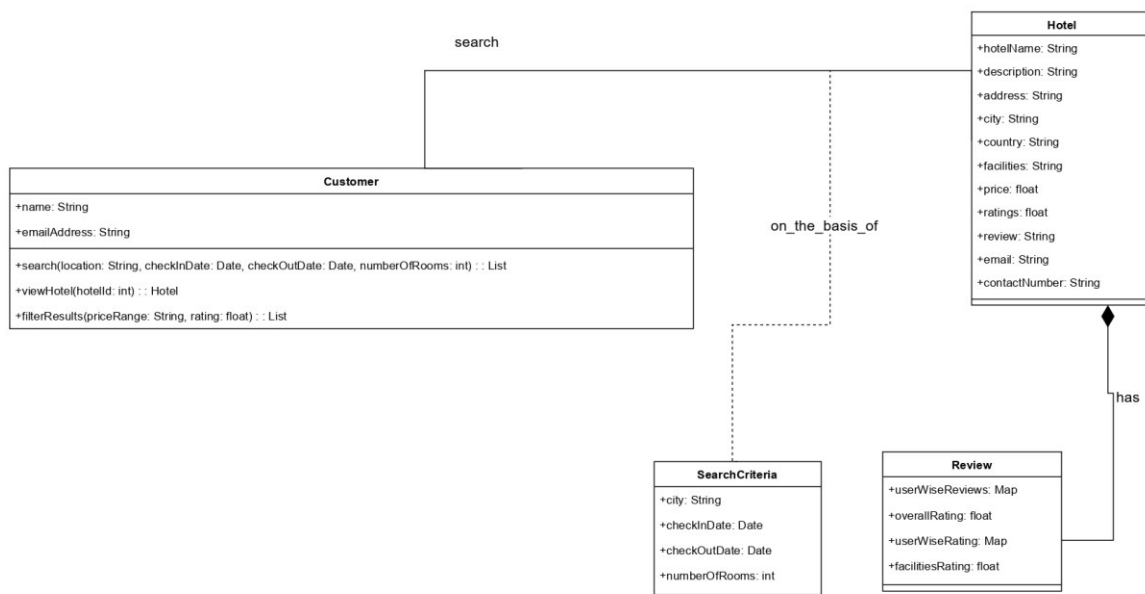 search
Hotel
+hotelName: String
+description: String
+address: String
+city: String
+country: String
+facilities: String
+price: float
+ratings: float
+review: String
+email: String
+contactNumber: String
Customer
+name: String
+emailAddress: String
+search(location: String, checkInDate: Date, checkOutDate: Date, numberOfRooms: int) : : List
+viewHotel(hotelId: int) : : Hotel
+filterResults(priceRange: String, rating: float) : : List
on_the_basis_of
has
SearchCriteria
+city: String
+checkInDate: Date
+checkOutDate: Date
+numberOfRooms: int
Review
+userWiseReviews: Map
+overallRating: float
+userWiseRating: Map
+facilitiesRating: float